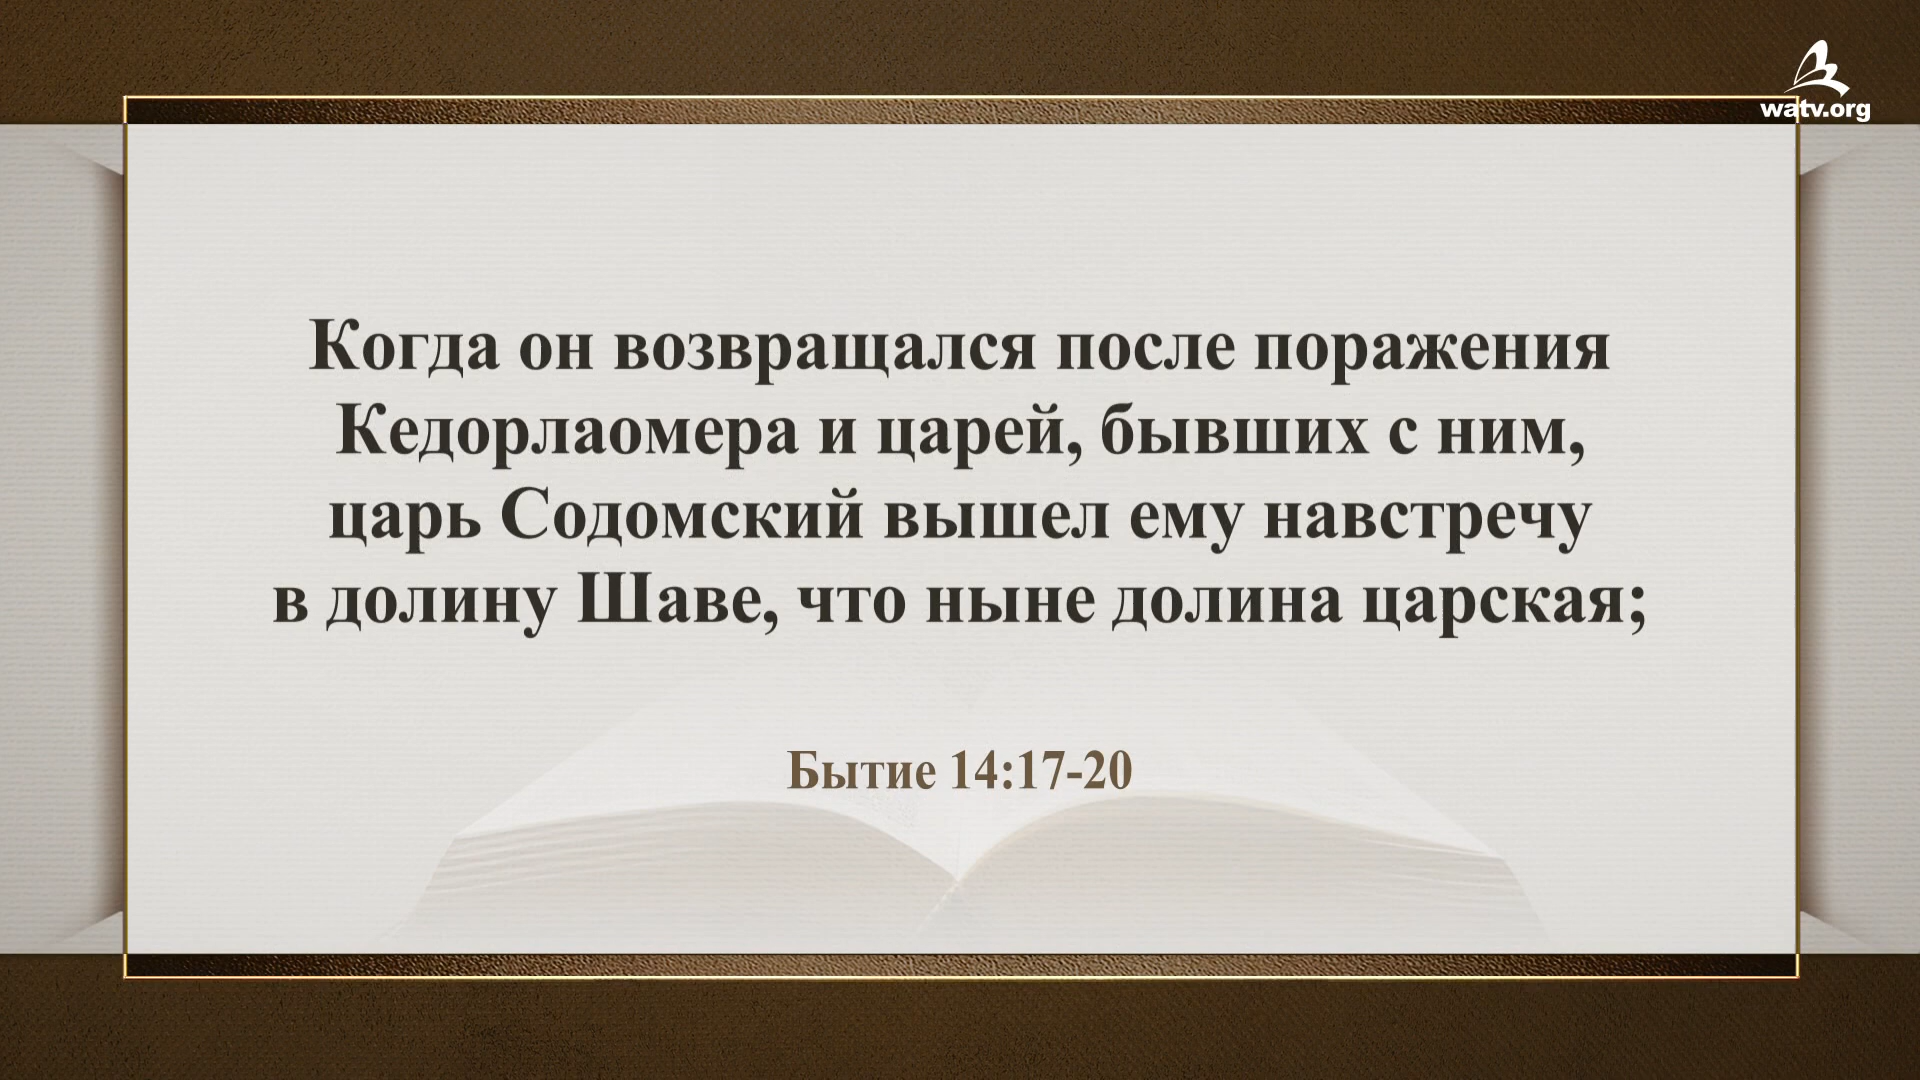 watv.org
Когда он возвращался после поражения
Кедорлаомера и царей, бывших с ним,
царь Содомский вышел ему навстречу
в долину Шаве, что ныне долина царская;
Бытие 14:17-20